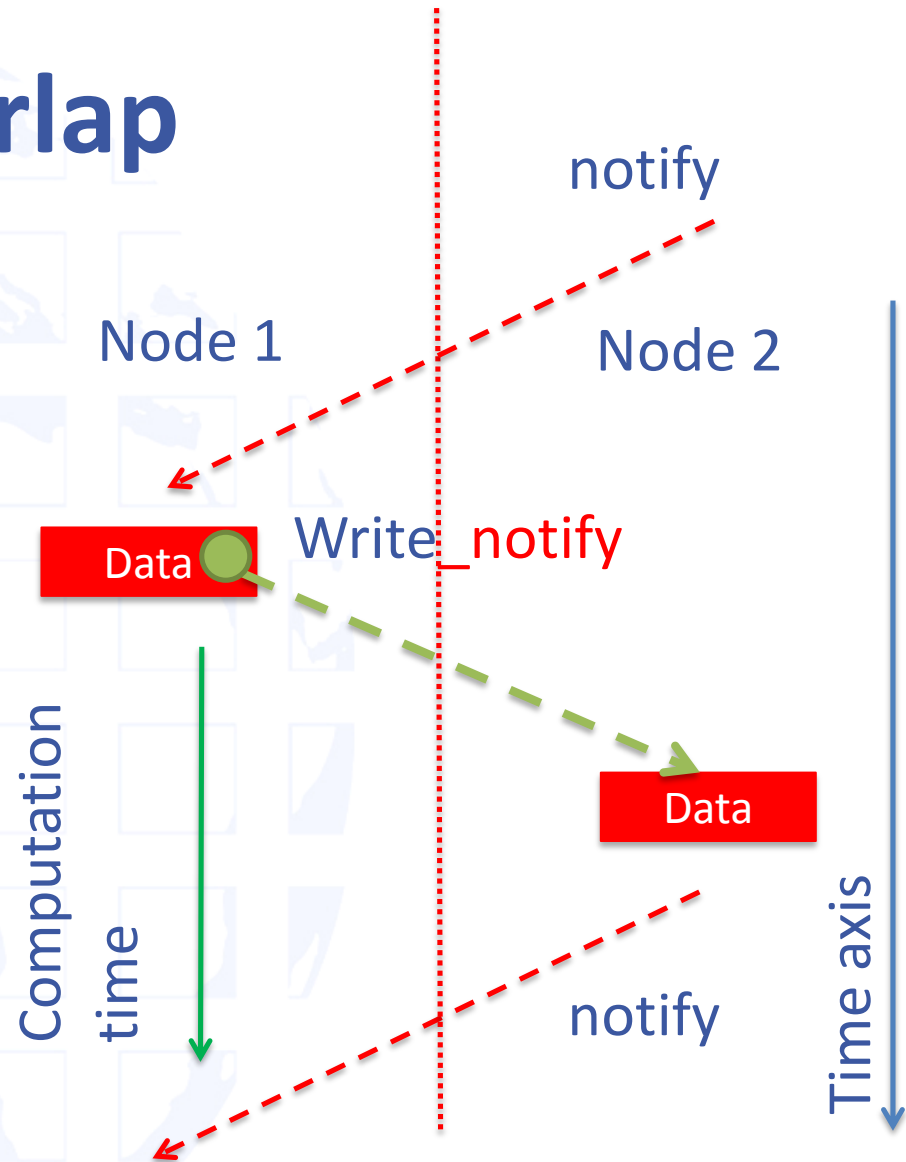 rlap
notify
Node 1
Node 2
Data
Write_notify
Computation
time
Data
notify
Time axis